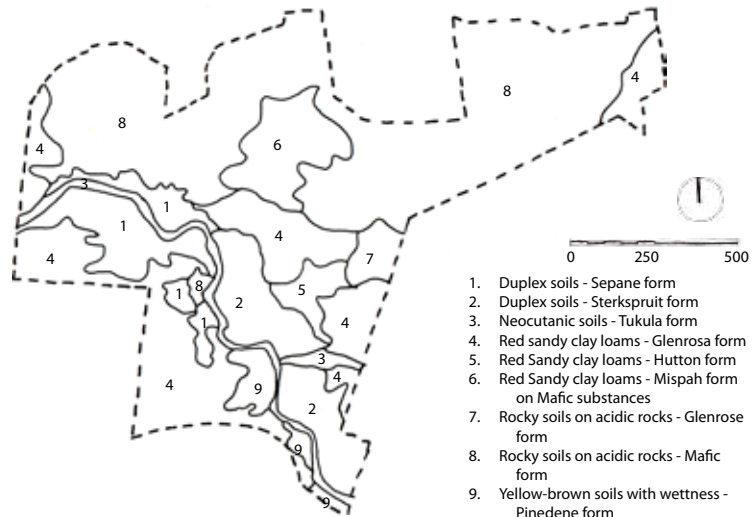 8
4
8
4
6
3
1
1
4
4
7
8
1
2
5
1
4
3
4
4
9
2
9
9
0 250 500
1. Duplex soils - Sepane form
2. Duplex soils - Sterkspruit form
3. Neocutanic soils - Tukula form
4. Red sandy clay loams - Glenrosa form
5. Red Sandy clay loams - Hutton form
6. Red Sandy clay loams - Mispah form
on Mafic substances
7. Rocky soils on acidic rocks - Glenrose
form
8. Rocky soils on acidic rocks - Mafic
form
9. Yellow-brown soils with wettness -
Pinedene form